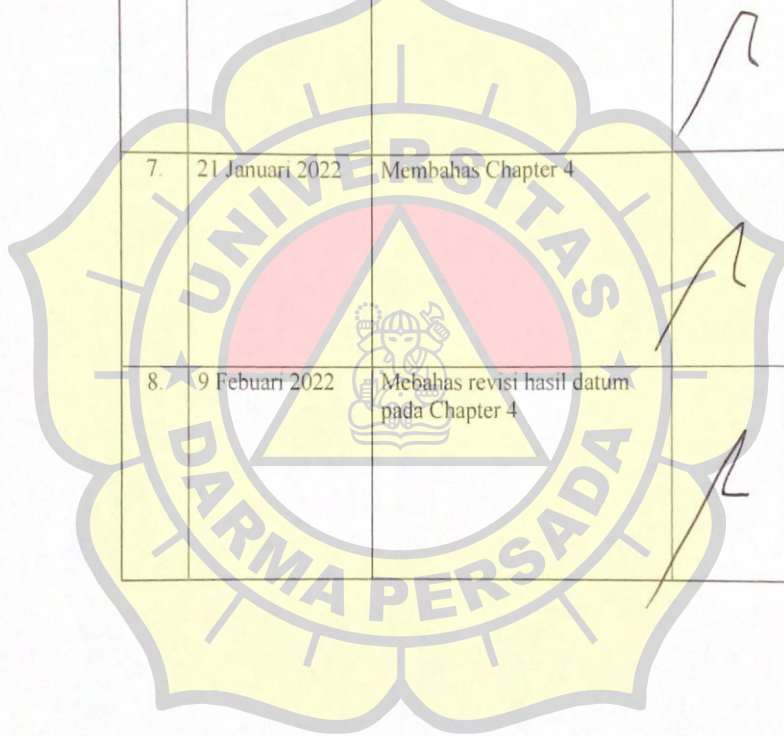 7. 21 Januari 2022 Membahas Chapter 4
8. 9 Febuari 2022 Mebahas revisi hasil datum
pada Chapter 4
UNIVERSITAS
DARMA PERSADA